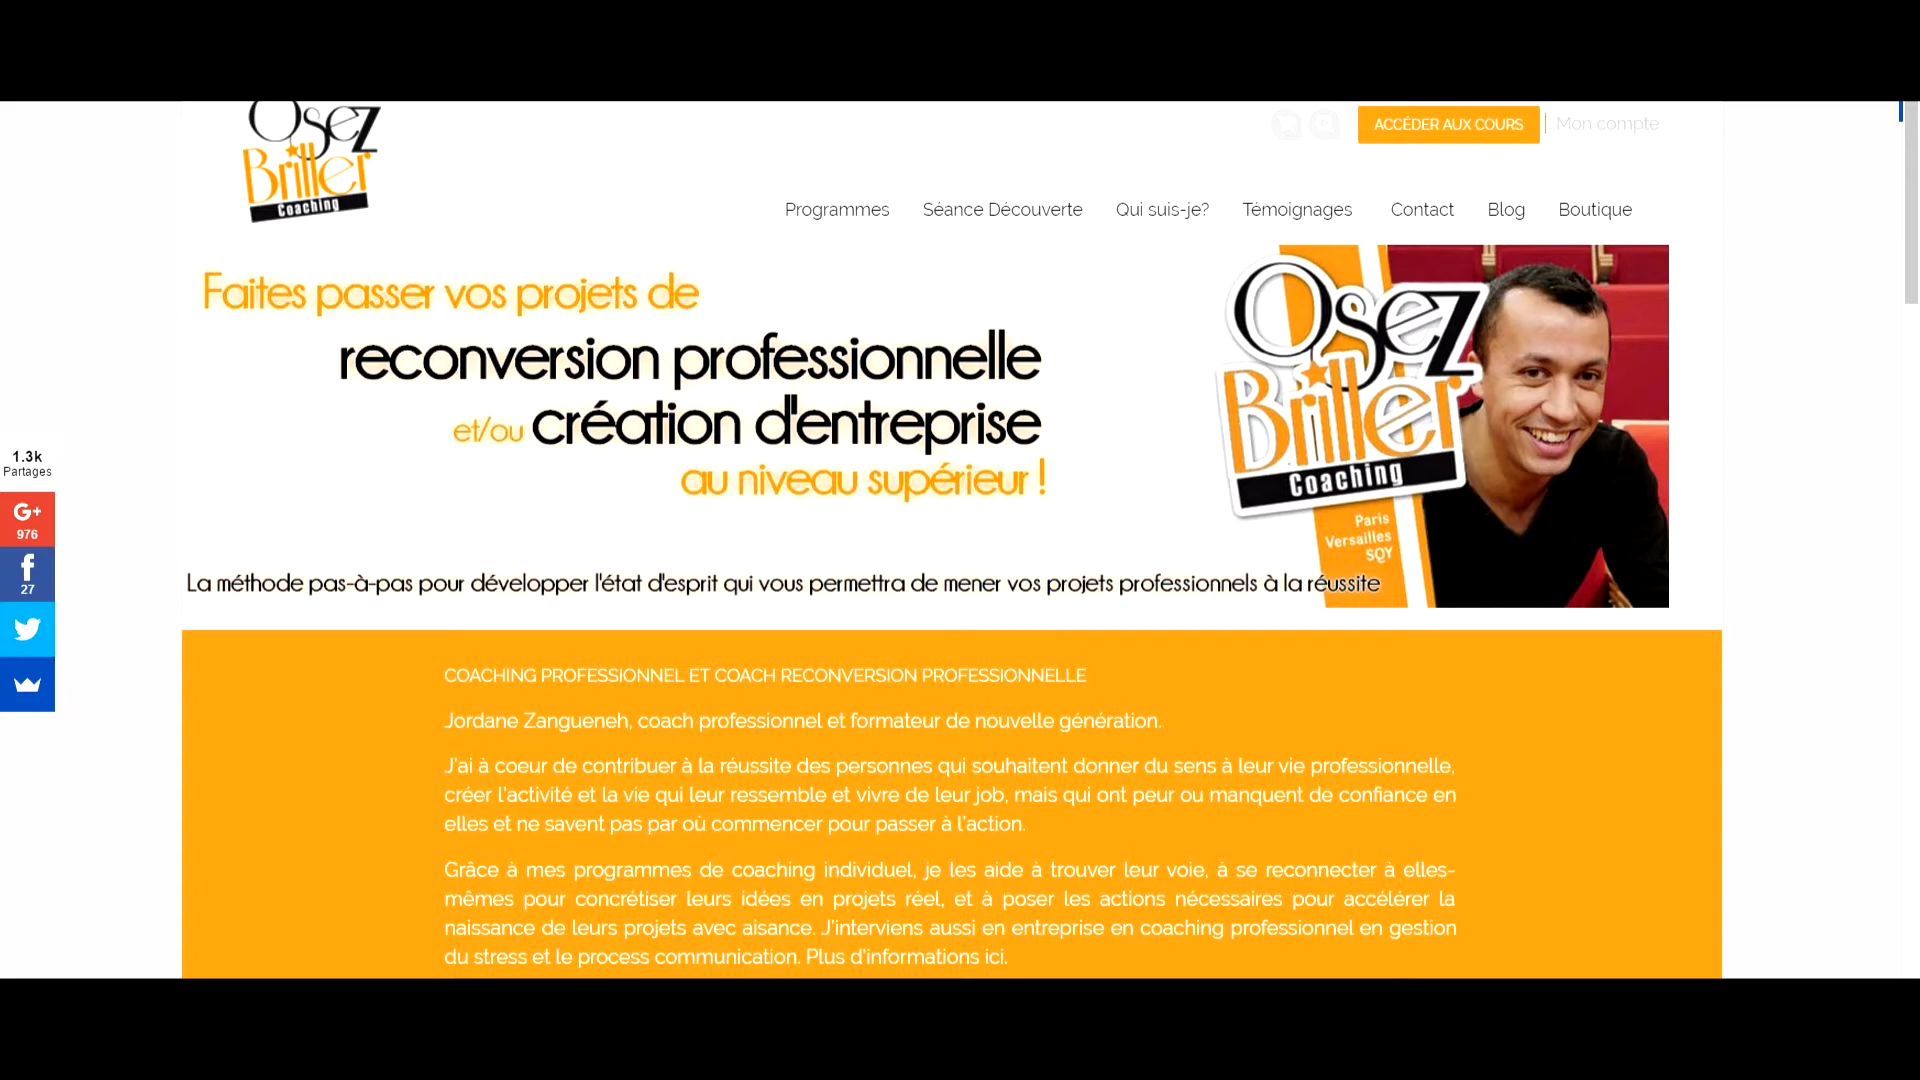 Osez
Briller
Coaching
ACCÉDER AUX COURS
Mon compte
Programmes
Séance Découverte
Qui suis-je?
Témoignages
Contact
Blog
Boutique
Faites passer vos projets de
reconversion professionnelle
et/ou création d'entreprise
au niveau supérieur !
Osez
Briller
Coaching
Paris
Versailles
SQY
La méthode pas-à-pas pour développer l'état d'esprit qui vous permettra de mener vos projets professionnels à la réussite
1.3k
Partages
G+
976
27
COACHING PROFESSIONNEL ET COACH RECONVERSION PROFESSIONNELLE
Jordane Zangueneh, coach professionnel et formateur de nouvelle génération.
J'ai à coeur de contribuer à la réussite des personnes qui souhaitent donner du sens à leur vie professionnelle,
créer l'activité et la vie qui leur ressemble et vivre de leur job, mais qui ont peur ou manquent de confiance en
elles et ne savent pas par où commencer pour passer à l'action.
Grâce à mes programmes de coaching individuel, je les aide à trouver leur voie, à se reconnecter à elles-
mêmes pour concrétiser leurs idées en projets réel, et à poser les actions nécessaires pour accélérer la
naissance de leurs projets avec aisance. J'interviens aussi en entreprise en coaching professionnel en gestion
du stress et le process communication. Plus d'informations ici.